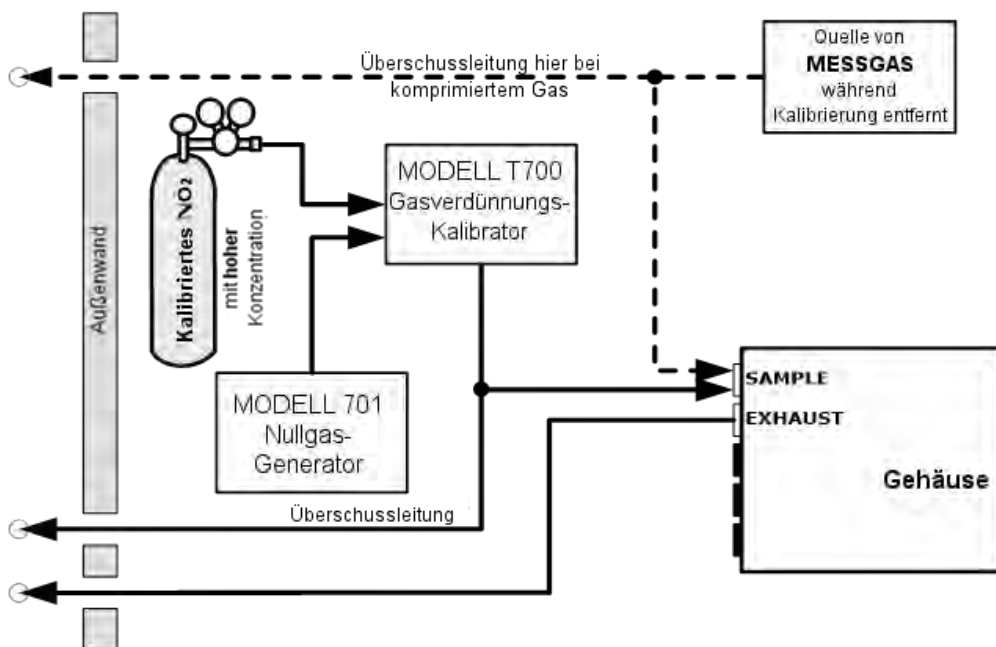 Quelle von
MESSGAS
während
Kalibrierung entfernt
Überschussleitung hier bei
komprimiertem Gas
Außenwand
Kalibriertes NO₂
mit hoher
Konzentration
MODELL T700
Gasverdünnungs-
Kalibrator
MODELL 701
Nullgas-
Generator
Überschussleitung
SAMPLE
EXHAUST
Gehäuse